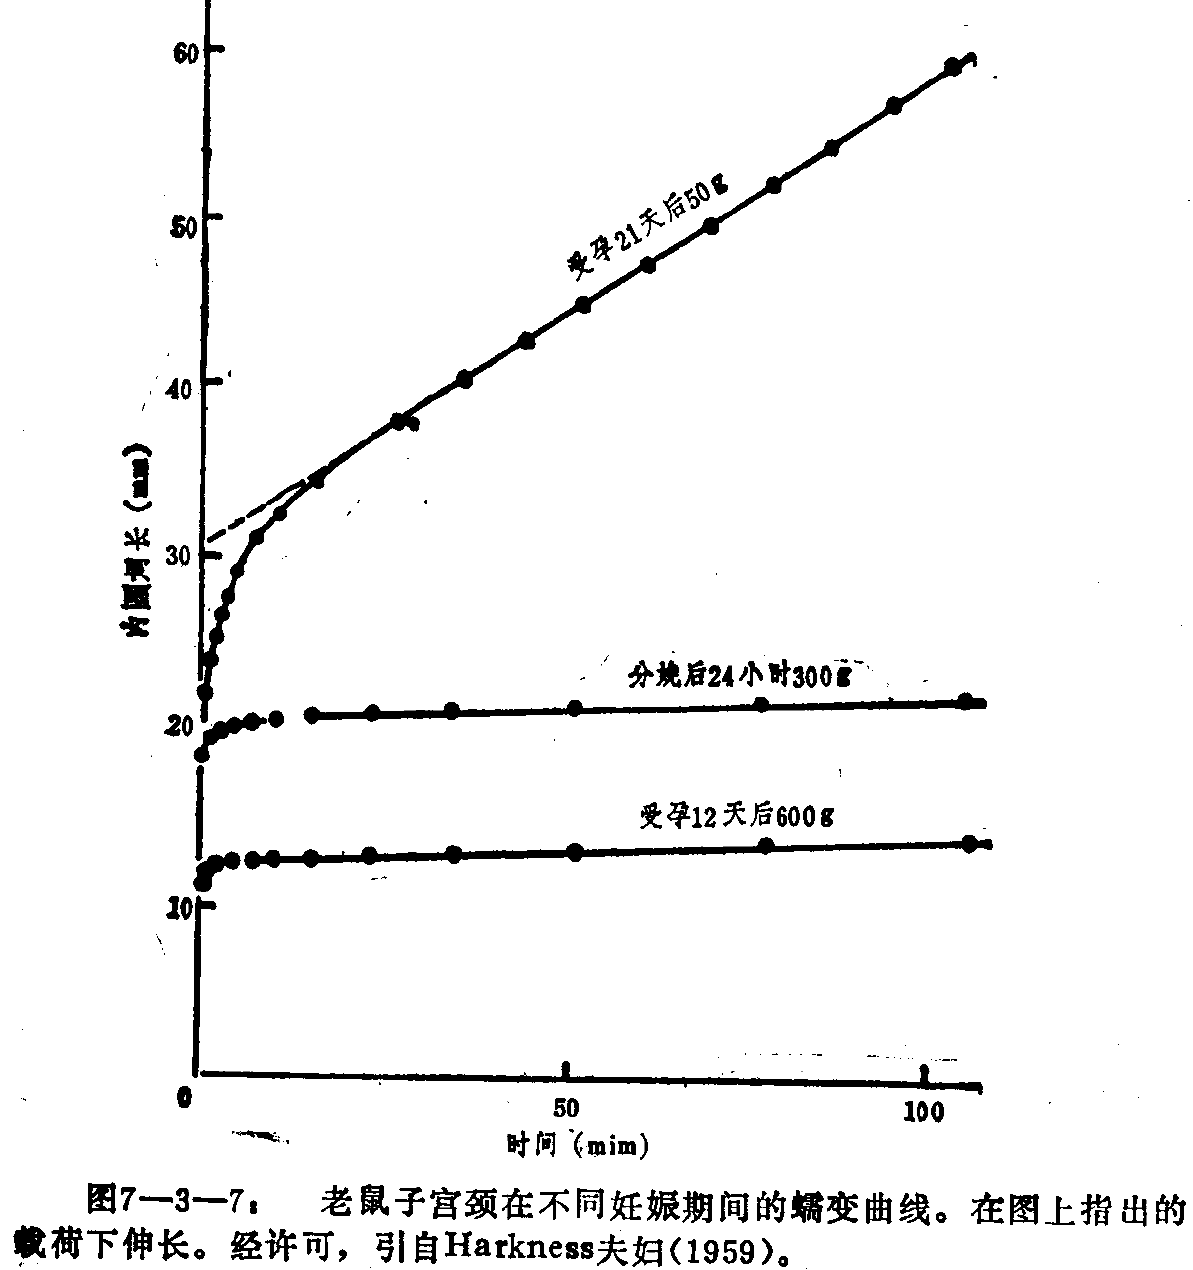 60
50
40
30
20
10
0
50
100
内圆周长 (mm)
受孕21天后50g
分娩后24小时300g
受孕12天后600g
时间 (mim)
图7—3—7: 老鼠子宫颈在不同妊娠期间的蠕变曲线。在图上指出的
载荷下伸长。经许可，引自Harkness夫妇(1959)。